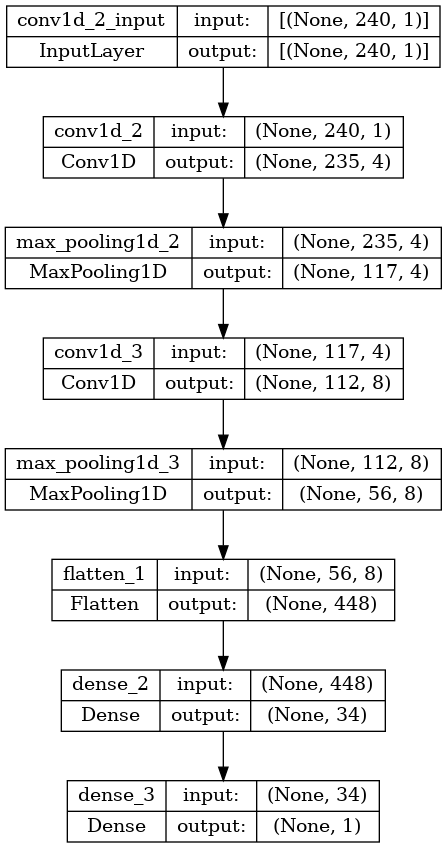 conv1d_2_input input: [(None, 240, 1)]
InputLayer output: [(None, 240, 1)]
conv1d_2 input: (None, 240, 1)
Conv1D output: (None, 235, 4)
max_pooling1d_2 input: (None, 235, 4)
MaxPooling1D output: (None, 117, 4)
conv1d_3 input: (None, 117, 4)
Conv1D output: (None, 112, 8)
max_pooling1d_3 input: (None, 112, 8)
MaxPooling1D output: (None, 56, 8)
flatten_1 input: (None, 56, 8)
Flatten output: (None, 448)
dense_2 input: (None, 448)
Dense output: (None, 34)
dense_3 input: (None, 34)
Dense output: (None, 1)